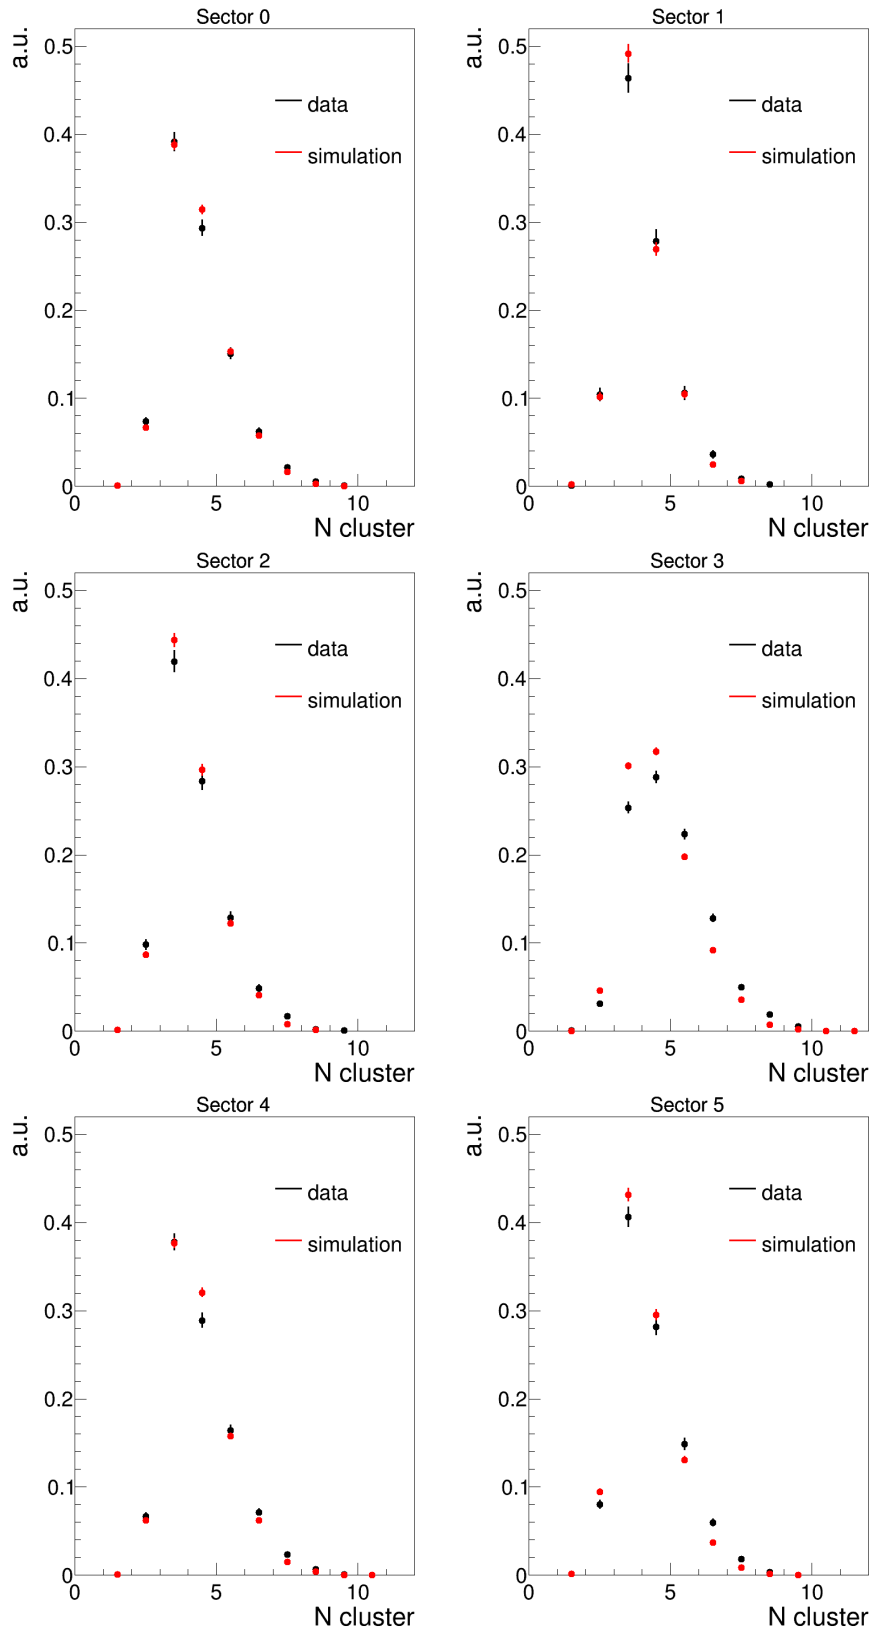 Sector 0
a.u.
0.5
0.4
0.3
0.2
0.1
0
data
simulation
0 5 10
N cluster
Sector 1
a.u.
0.5
0.4
0.3
0.2
0.1
0
data
simulation
0 5 10
N cluster
Sector 2
a.u.
0.5
0.4
0.3
0.2
0.1
0
data
simulation
0 5 10
N cluster
Sector 3
a.u.
0.5
0.4
0.3
0.2
0.1
0
data
simulation
0 5 10
N cluster
Sector 4
a.u.
0.5
0.4
0.3
0.2
0.1
0
data
simulation
0 5 10
N cluster
Sector 5
a.u.
0.5
0.4
0.3
0.2
0.1
0
data
simulation
0 5 10
N cluster